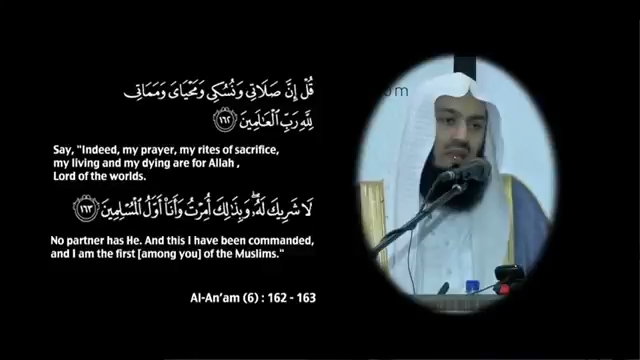 قُلْ إِنَّ صَلَاتِي وَنُسُكِي وَمَحْيَايَ وَمَمَاتِي
لِلَّهِ رَبِّ الْعَالَمِينَ ١٦٢
Say, "Indeed, my prayer, my rites of sacrifice,
my living and my dying are for Allah ,
Lord of the worlds.
لَا شَرِيكَ لَهُ ۖ وَبِذَٰلِكَ أُمِرْتُ وَأَنَا أَوَّلُ الْمُسْلِمِينَ ١٦٣
No partner has He. And this I have been commanded,
and I am the first [among you] of the Muslims."
Al-An'am (6) : 162 - 163
om